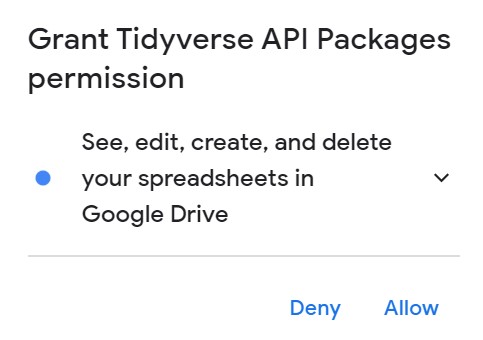 Grant Tidyverse API Packages
permission
See, edit, create, and delete
your spreadsheets in
Google Drive
Deny Allow